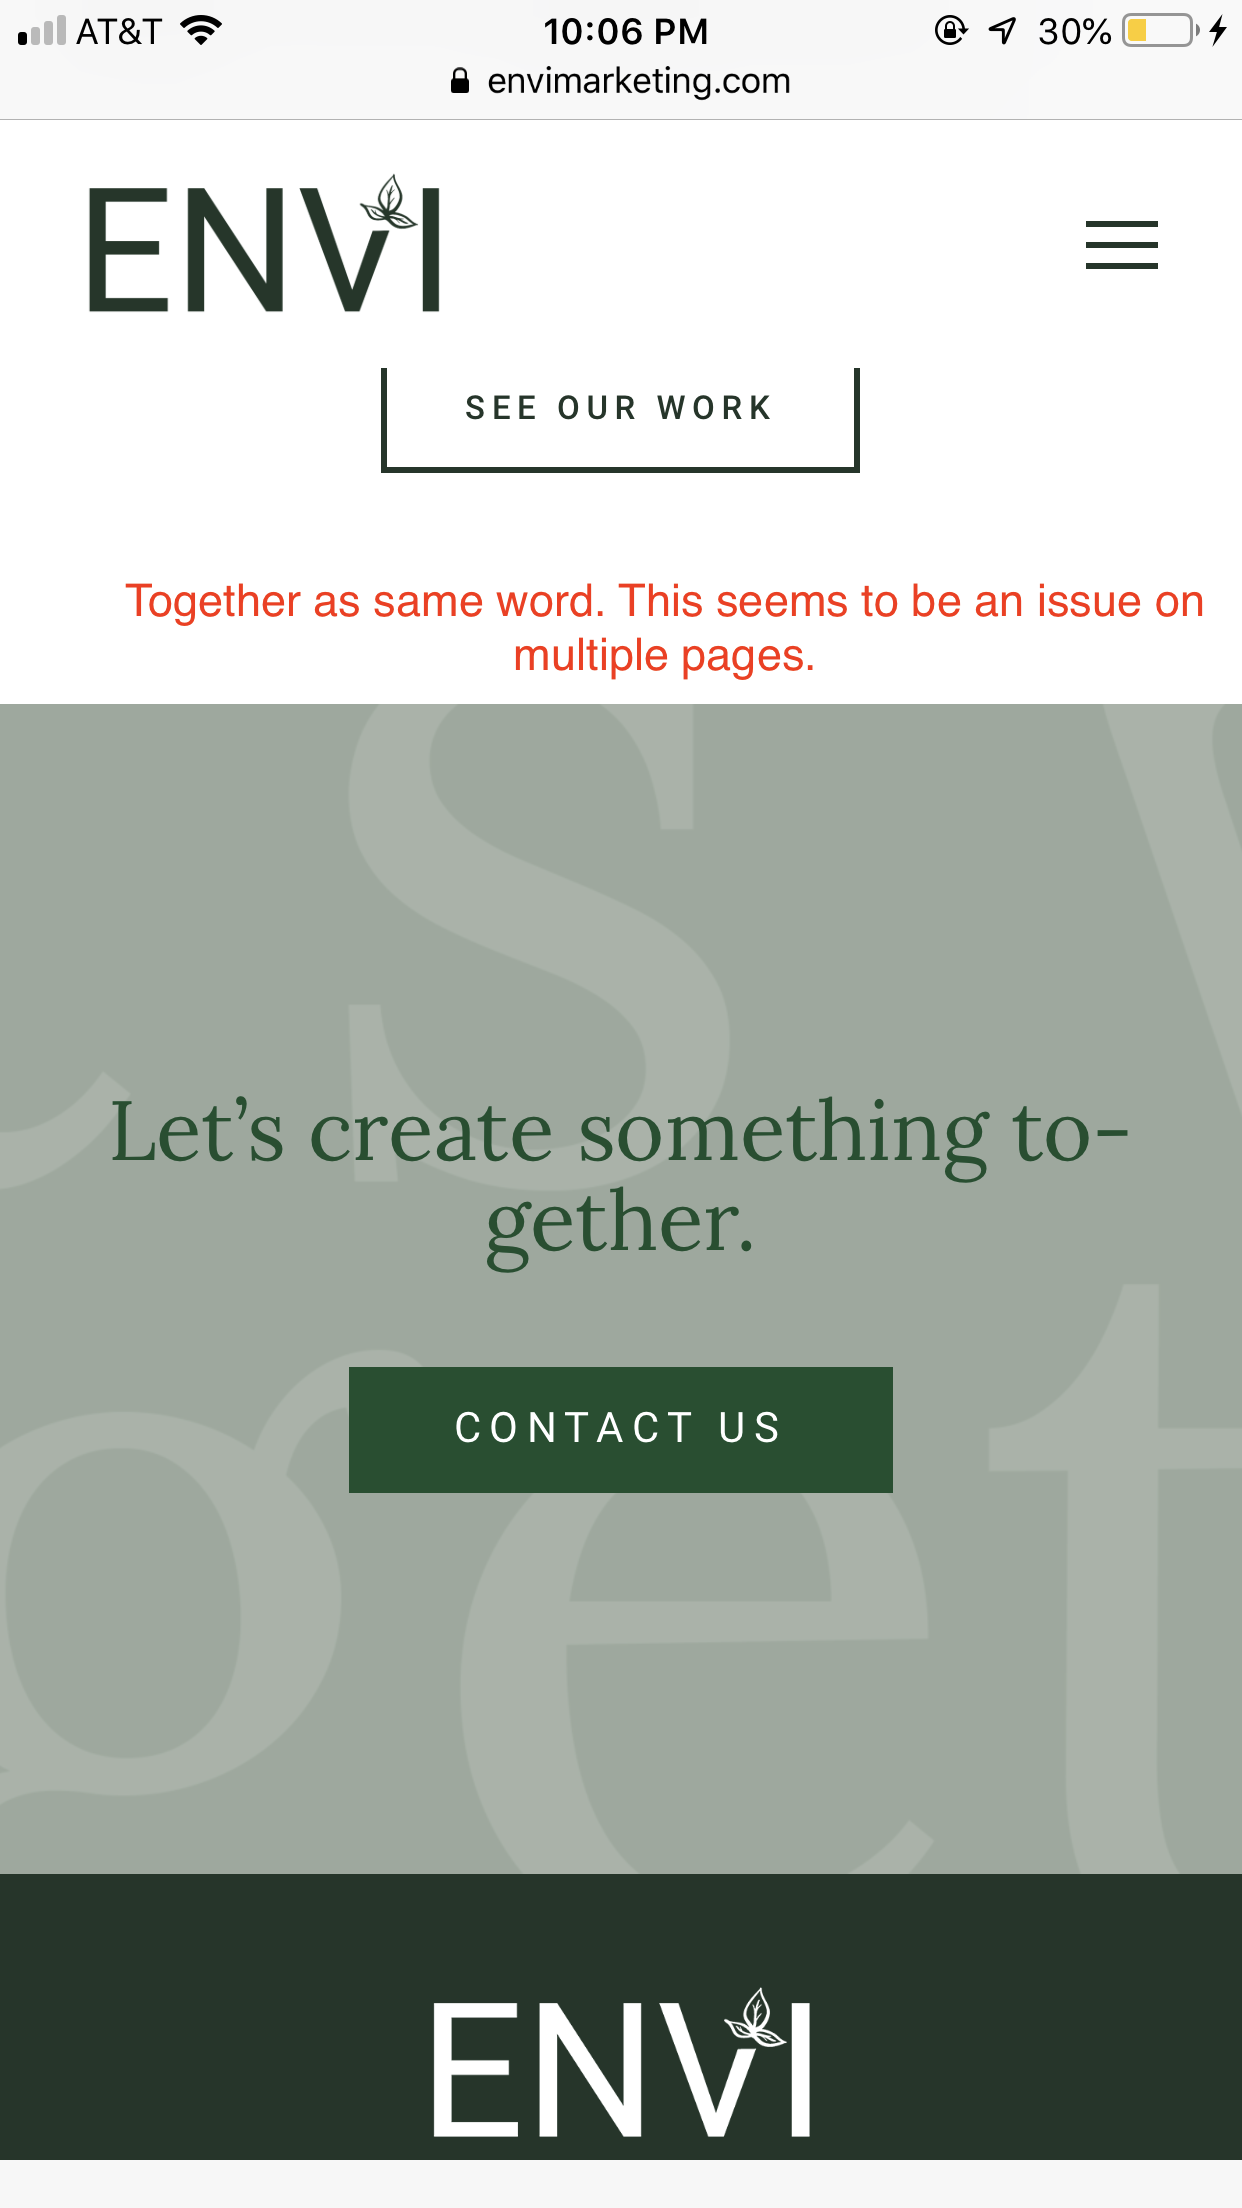 AT&T 10:06 PM 30%
envimarketing.com
ENVI
SEE OUR WORK
Together as same word. This seems to be an issue on
multiple pages.
s
get
Let’s create something to-
gether.
CONTACT US
ENVI